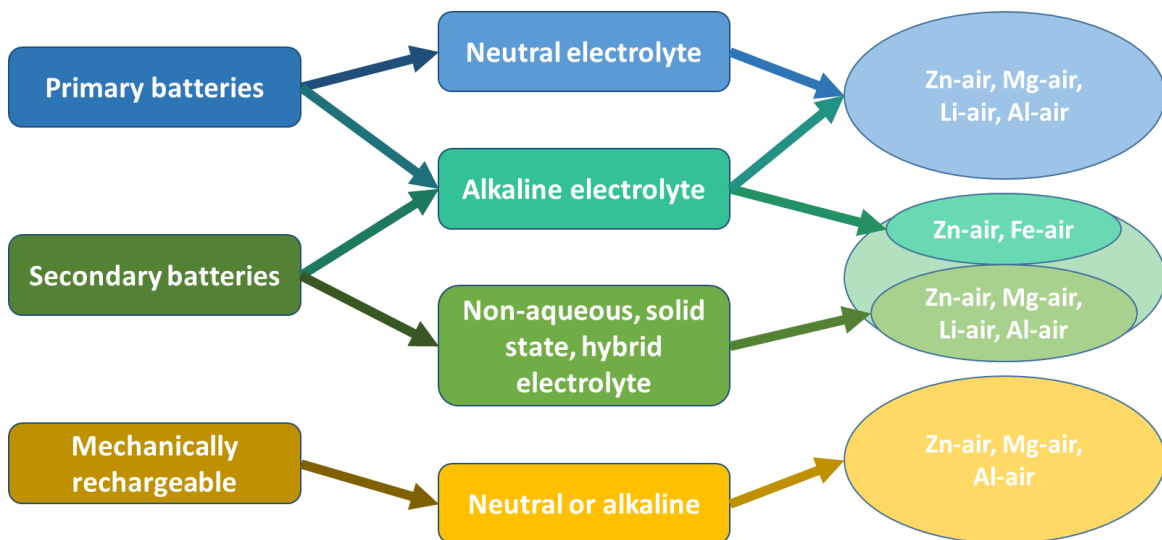 Primary batteries
Neutral electrolyte
Zn-air, Mg-air,
Li-air, Al-air
Alkaline electrolyte
Secondary batteries
Zn-air, Fe-air
Non-aqueous, solid
state, hybrid
electrolyte
Zn-air, Mg-air,
Li-air, Al-air
Mechanically
rechargeable
Neutral or alkaline
Zn-air, Mg-air,
Al-air